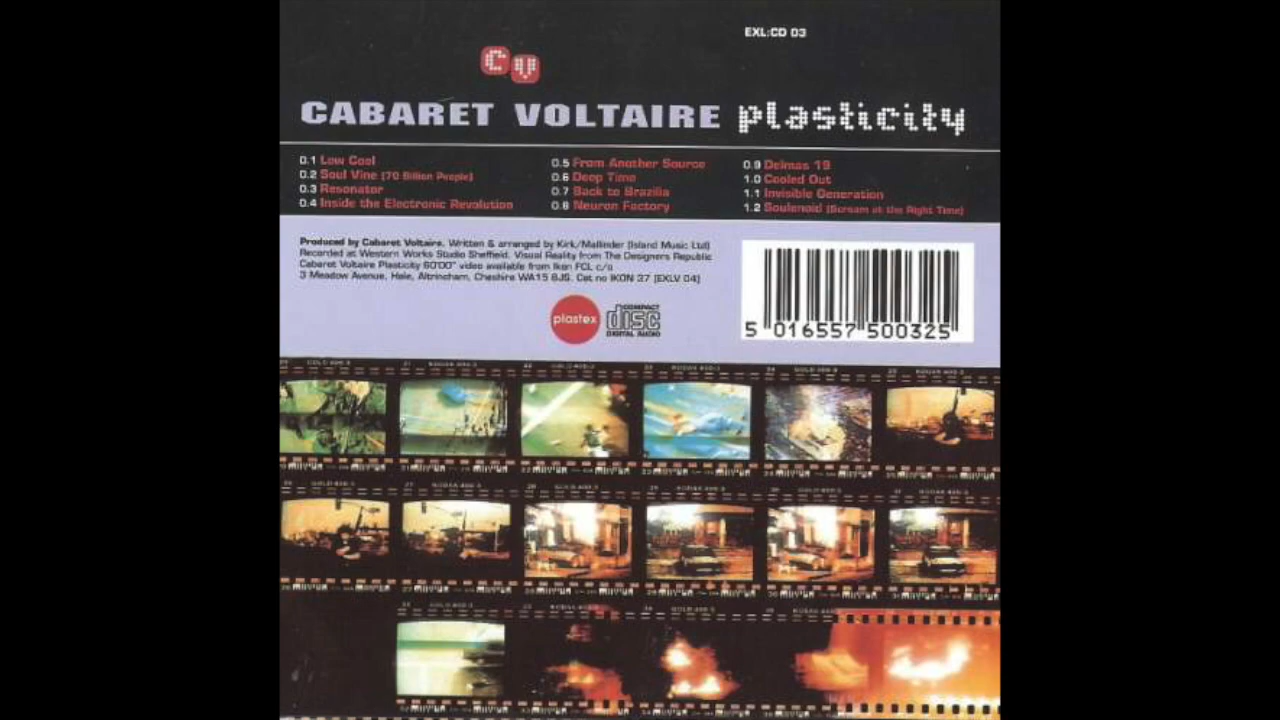 EXL:CD 03
CV
CABARET VOLTAIRE plasticity
0.1 Low Cool
0.2 Soul Vine (70 Billion People)
0.3 Resonator
0.4 Inside the Electronic Revolution
0.5 From Another Source
0.6 Deep Time
0.7 Back to Brazilia
0.8 Neuron Factory
0.9 Delmas 19
1.0 Cooled Out
1.1 Invisible Generation
1.2 Soulenoid (Scream at the Right Time)
Produced by Cabaret Voltaire. Written & arranged by Kirk/Mallinder (Island Music Ltd)
Recorded at Western Works Studio Sheffield. Visual Reality from The Designers Republic
Cabaret Voltaire Plasticity 60'00" video available from Ikon FCL c/o
3 Meadow Avenue, Hale, Altrincham, Cheshire WA15 8JS. Cat no IKON 37 (EXLV 04)
plastex
COMPACT
disc
DIGITAL AUDIO
5 016557 500325